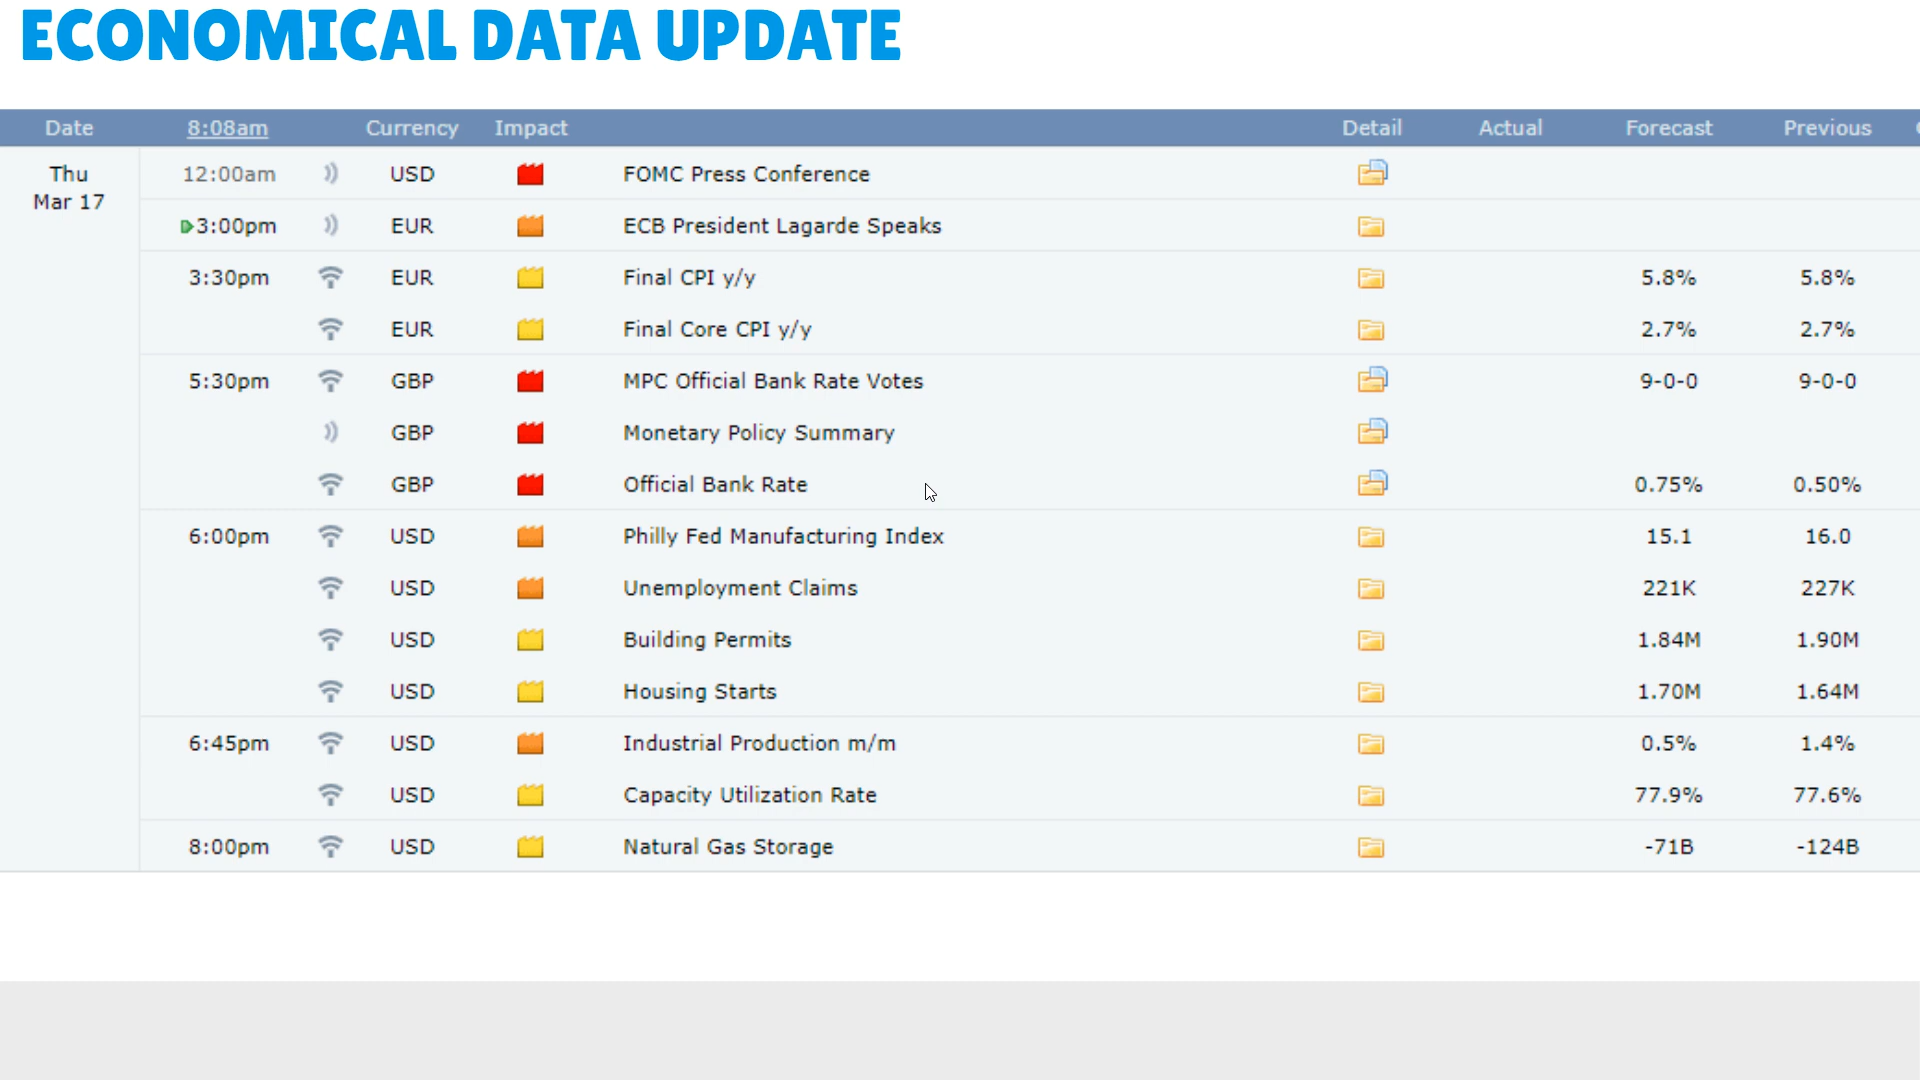 ECONOMICAL DATA UPDATE
Date 8:08am Currency Impact Detail Actual Forecast Previous
Thu 12:00am USD FOMC Press Conference
Mar 17
3:00pm EUR ECB President Lagarde Speaks
3:30pm EUR Final CPI y/y 5.8% 5.8%
EUR Final Core CPI y/y 2.7% 2.7%
5:30pm GBP MPC Official Bank Rate Votes 9-0-0 9-0-0
GBP Monetary Policy Summary
GBP Official Bank Rate 0.75% 0.50%
6:00pm USD Philly Fed Manufacturing Index 15.1 16.0
USD Unemployment Claims 221K 227K
USD Building Permits 1.84M 1.90M
USD Housing Starts 1.70M 1.64M
6:45pm USD Industrial Production m/m 0.5% 1.4%
USD Capacity Utilization Rate 77.9% 77.6%
8:00pm USD Natural Gas Storage -71B -124B